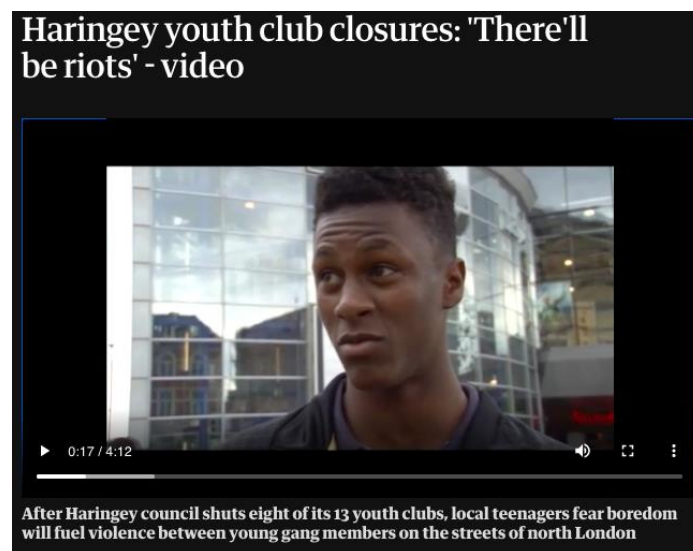 Haringey youth club closures: 'There'll
be riots' - video
0:17 / 4:12
After Haringey council shuts eight of its 13 youth clubs, local teenagers fear boredom
will fuel violence between young gang members on the streets of north London